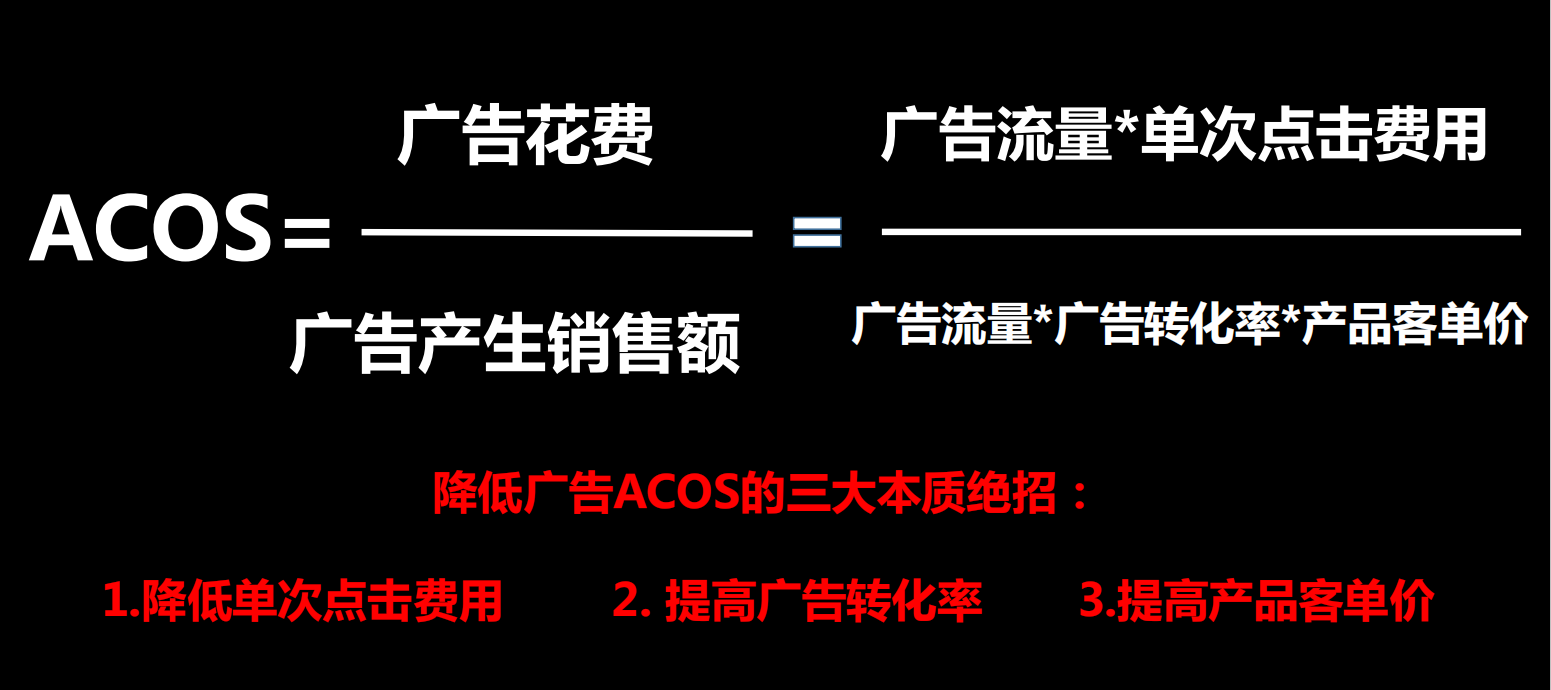 广告花费
广告流量*单次点击费用
ACOS=
=
广告产生销售额
广告流量*广告转化率*产品客单价
降低广告ACOS的三大本质绝招：
1.降低单次点击费用
2. 提高广告转化率
3.提高产品客单价